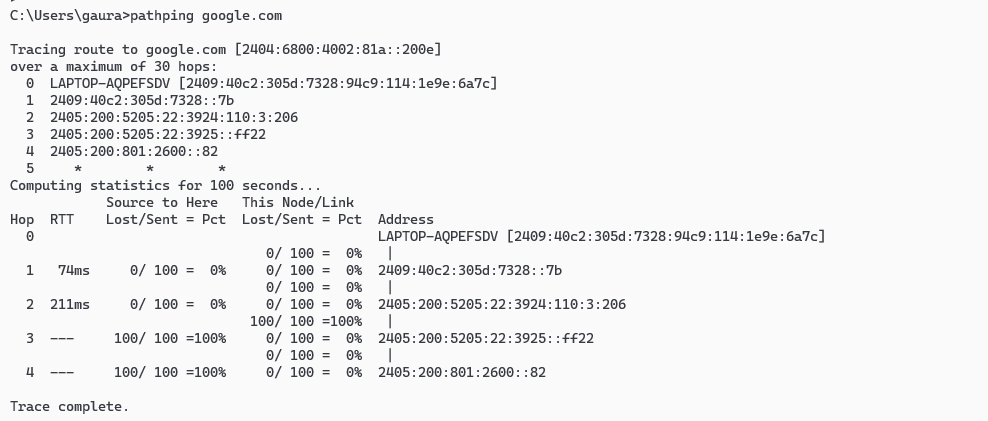 C:\Users\gaura>pathping google.com
Tracing route to google.com [2404:6800:4002:81a::200e]
over a maximum of 30 hops:
  0  LAPTOP-AQPEFSDV [2409:40c2:305d:7328:94c9:114:1e9e:6a7c]
  1  2409:40c2:305d:7328::7b
  2  2405:200:5205:22:3924:110:3:206
  3  2405:200:5205:22:3925::ff22
  4  2405:200:801:2600::82
  5     *        *        *
Computing statistics for 100 seconds...
            Source to Here   This Node/Link
Hop  RTT    Lost/Sent = Pct  Lost/Sent = Pct  Address
  0                                           LAPTOP-AQPEFSDV [2409:40c2:305d:7328:94c9:114:1e9e:6a7c]
                                0/ 100 =  0%   |
  1   74ms     0/ 100 =  0%     0/ 100 =  0%  2409:40c2:305d:7328::7b
                                0/ 100 =  0%   |
  2  211ms     0/ 100 =  0%     0/ 100 =  0%  2405:200:5205:22:3924:110:3:206
                              100/ 100 =100%   |
  3  ---     100/ 100 =100%     0/ 100 =  0%  2405:200:5205:22:3925::ff22
                                0/ 100 =  0%   |
  4  ---     100/ 100 =100%     0/ 100 =  0%  2405:200:801:2600::82
Trace complete.